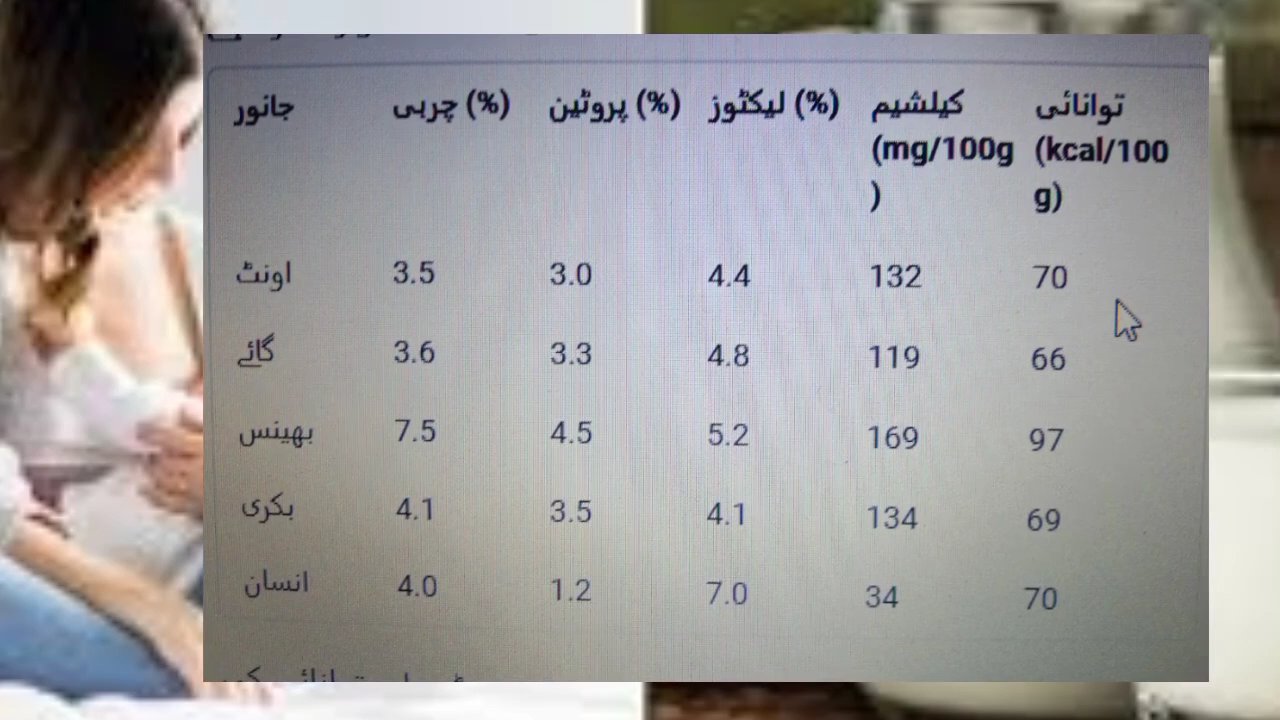 جانور چربی (%) پروٹین (%) لیکٹوز (%) کیلشیم (mg/100g) توانائی (kcal/100g)
اونٹ 3.5 3.0 4.4 132 70
گائے 3.6 3.3 4.8 119 66
بھینس 7.5 4.5 5.2 169 97
بکری 4.1 3.5 4.1 134 69
انسان 4.0 1.2 7.0 34 70